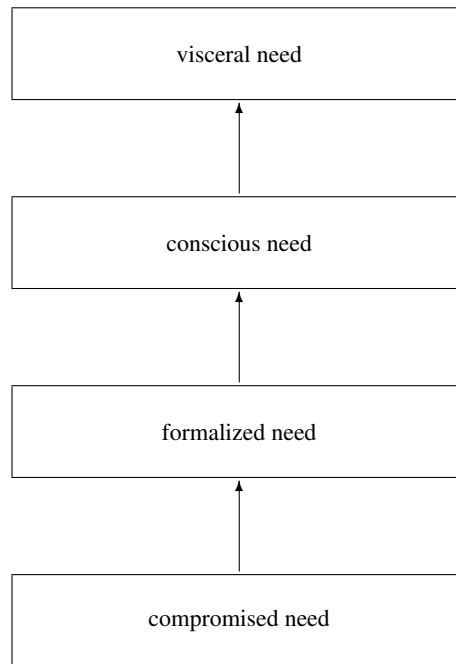 visceral need
conscious need
formalized need
compromised need